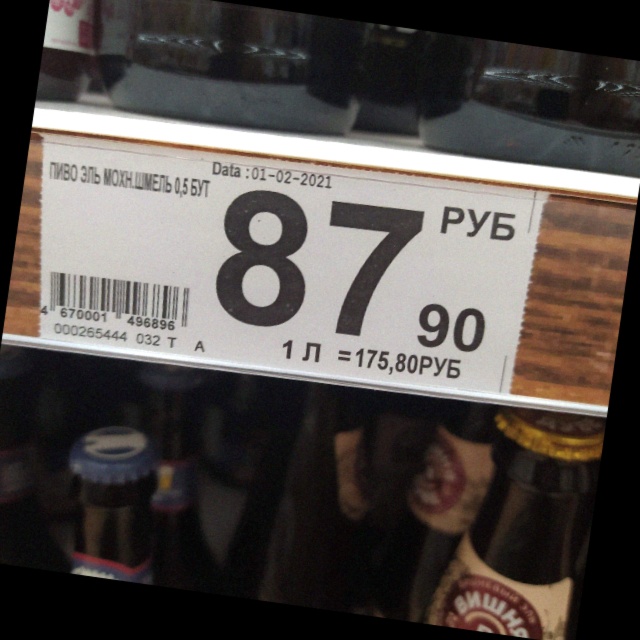 Data :01-02-2021
ПИВО ЭЛЬ МОХН.ШМЕЛЬ 0,5 БУТ
87 90 РУБ
4 670001 496896
000265444 032 Т А
1 Л =175,80РУБ